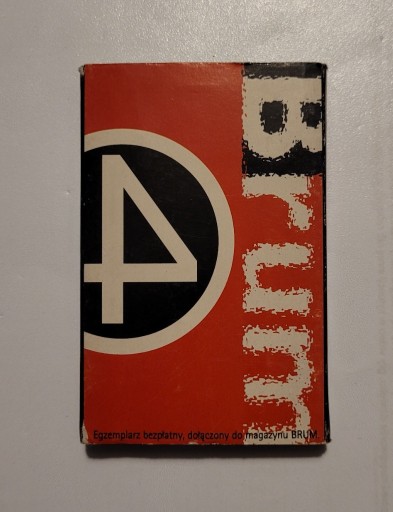 Brum
4
Egzemplarz bezpłatny, dołączony do magazynu BRUM.